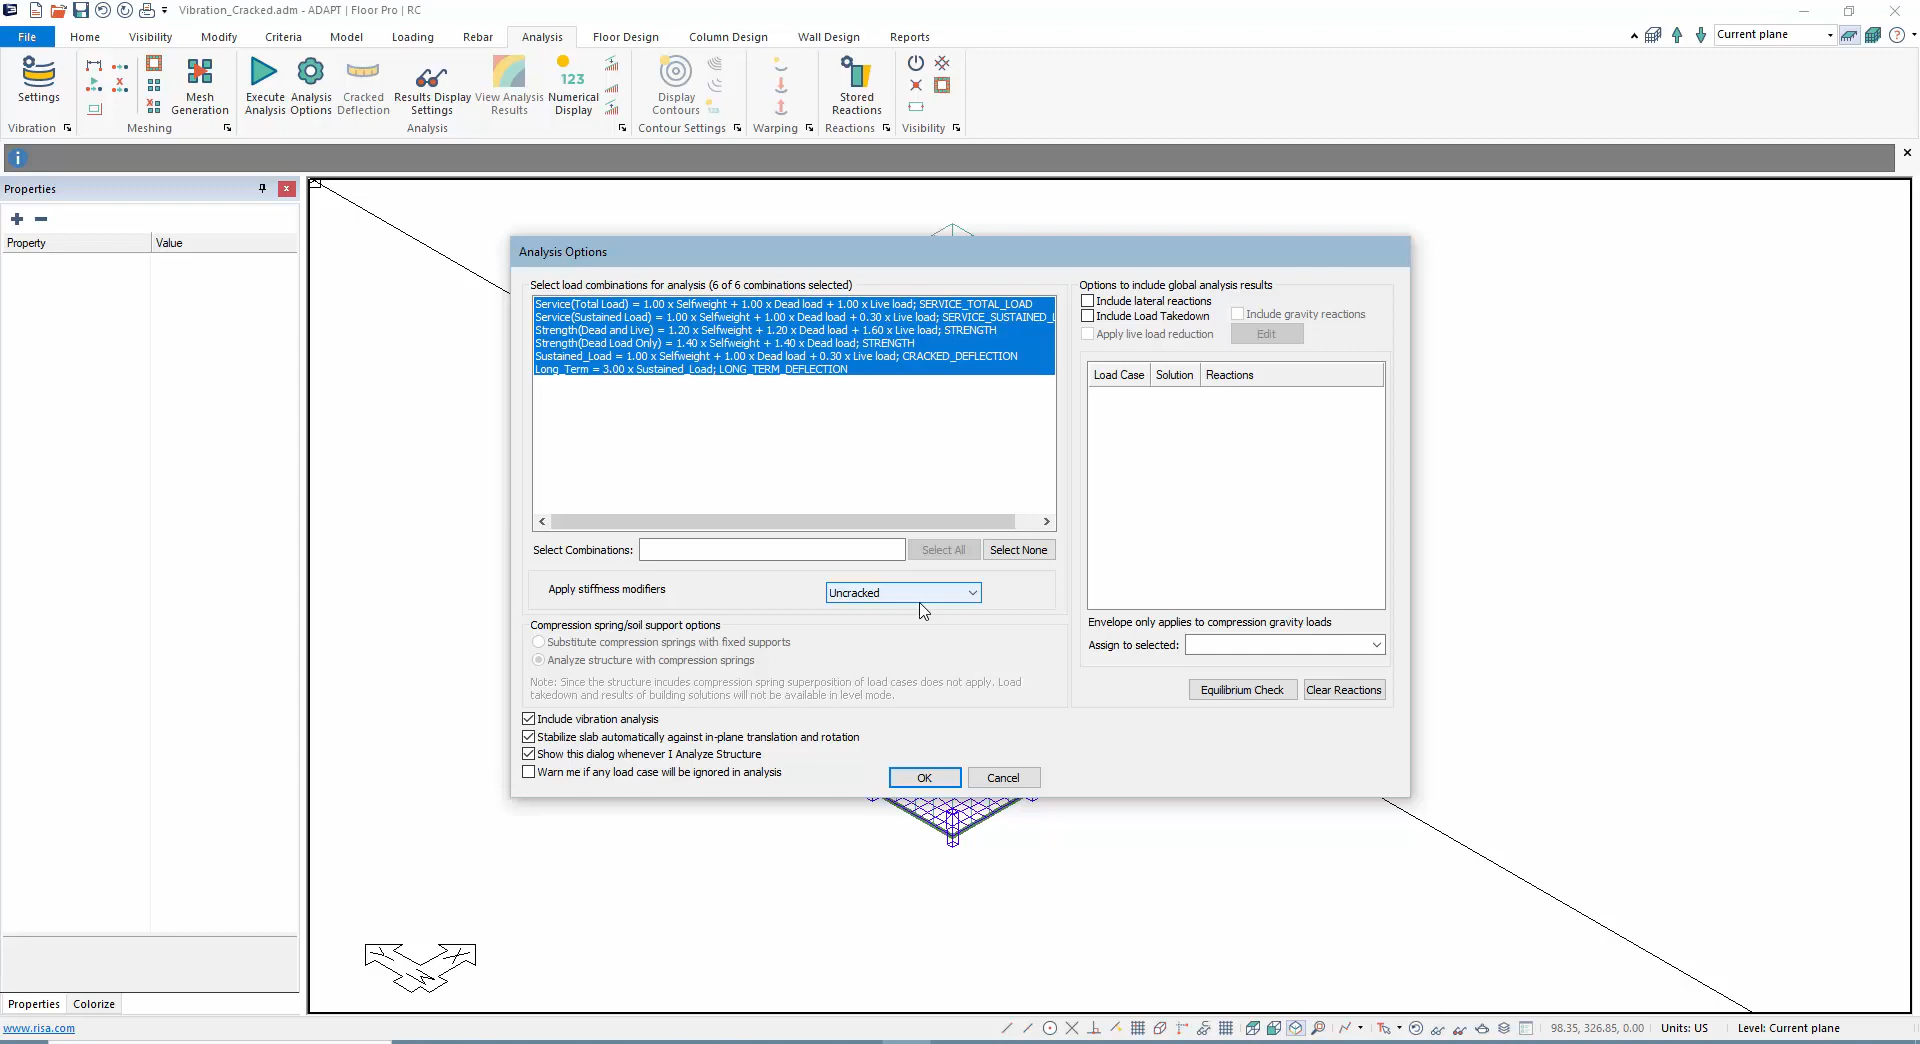 Vibration_Cracked.adm - ADAPT | Floor Pro | RC
File Home Visibility Modify Criteria Model Loading Rebar Analysis Floor Design Column Design Wall Design Reports
Current plane
Settings
Mesh Generation
Execute Analysis
Analysis Options
Cracked Deflection
Results Display Settings
View Analysis Results
123
Numerical Display
Display Contours
Stored Reactions
Vibration Meshing Analysis Contour Settings Warping Reactions Visibility
Properties
Property Value
Analysis Options
Select load combinations for analysis (6 of 6 combinations selected)
Service(Total Load) = 1.00 x Selfweight + 1.00 x Dead load + 1.00 x Live load; SERVICE_TOTAL_LOAD
Service(Sustained Load) = 1.00 x Selfweight + 1.00 x Dead load + 0.30 x Live load; SERVICE_SUSTAINED_L
Strength(Dead and Live) = 1.20 x Selfweight + 1.20 x Dead load + 1.60 x Live load; STRENGTH
Strength(Dead Load Only) = 1.40 x Selfweight + 1.40 x Dead load; STRENGTH
Sustained_Load = 1.00 x Selfweight + 1.00 x Dead load + 0.30 x Live load; CRACKED_DEFLECTION
Long_Term = 3.00 x Sustained_Load; LONG_TERM_DEFLECTION
Select Combinations: Select All Select None
Apply stiffness modifiers Uncracked
Compression spring/soil support options
Substitute compression springs with fixed supports
Analyze structure with compression springs
Note: Since the structure incudes compression spring superposition of load cases does not apply. Load
takedown and results of building solutions will not be available in level mode.
Include vibration analysis
Stabilize slab automatically against in-plane translation and rotation
Show this dialog whenever I Analyze Structure
Warn me if any load case will be ignored in analysis
OK Cancel
Options to include global analysis results
Include lateral reactions
Include Load Takedown Include gravity reactions
Apply live load reduction Edit
Load Case Solution Reactions
Envelope only applies to compression gravity loads
Assign to selected:
Equilibrium Check Clear Reactions
Properties Colorize
www.risa.com
98.35, 326.85, 0.00 Units: US Level: Current plane